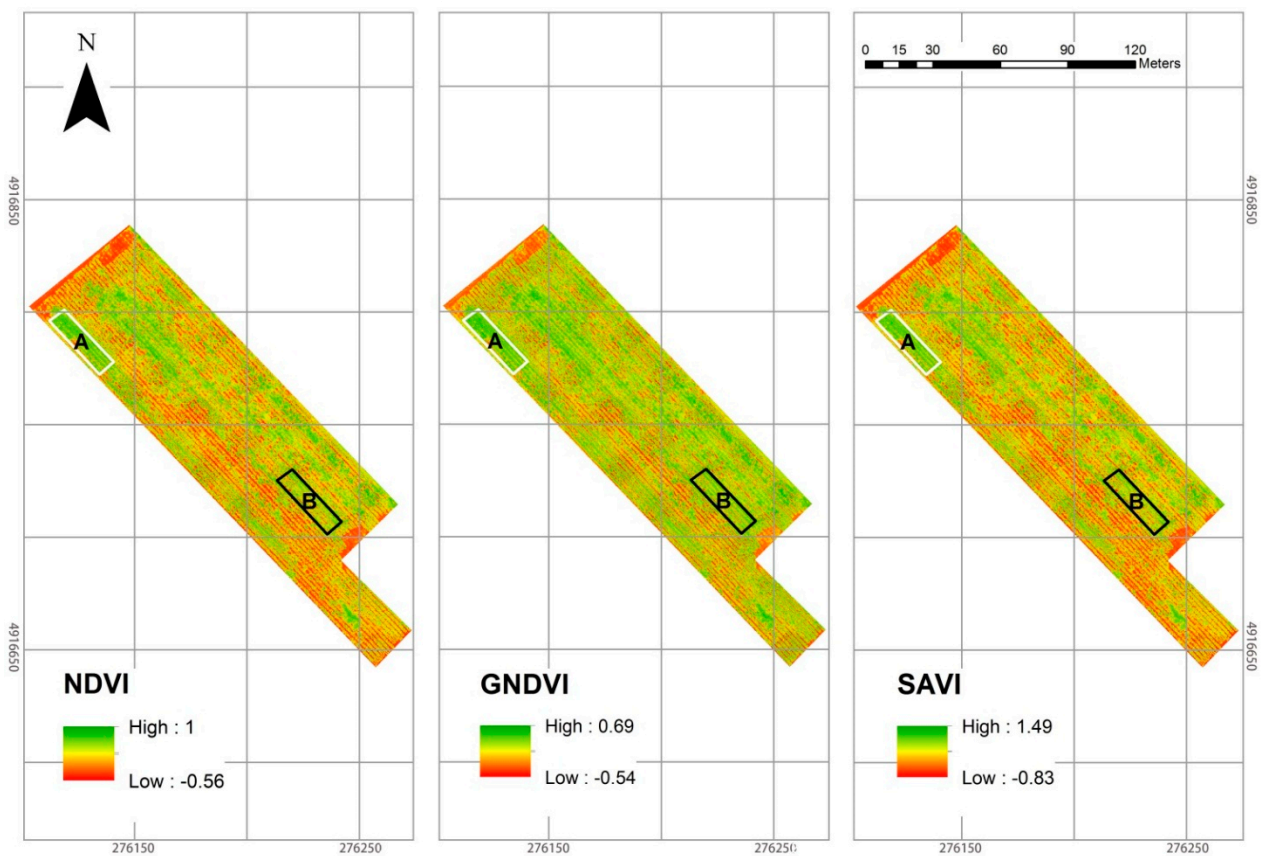 N
0 15 30 60 90 120
Meters
4916850
4916850
A
A
A
B
B
B
4916650
4916650
NDVI
High : 1
Low : -0.56
GNDVI
High : 0.69
Low : -0.54
SAVI
High : 1.49
Low : -0.83
276150 276250 276150 276250 276150 276250